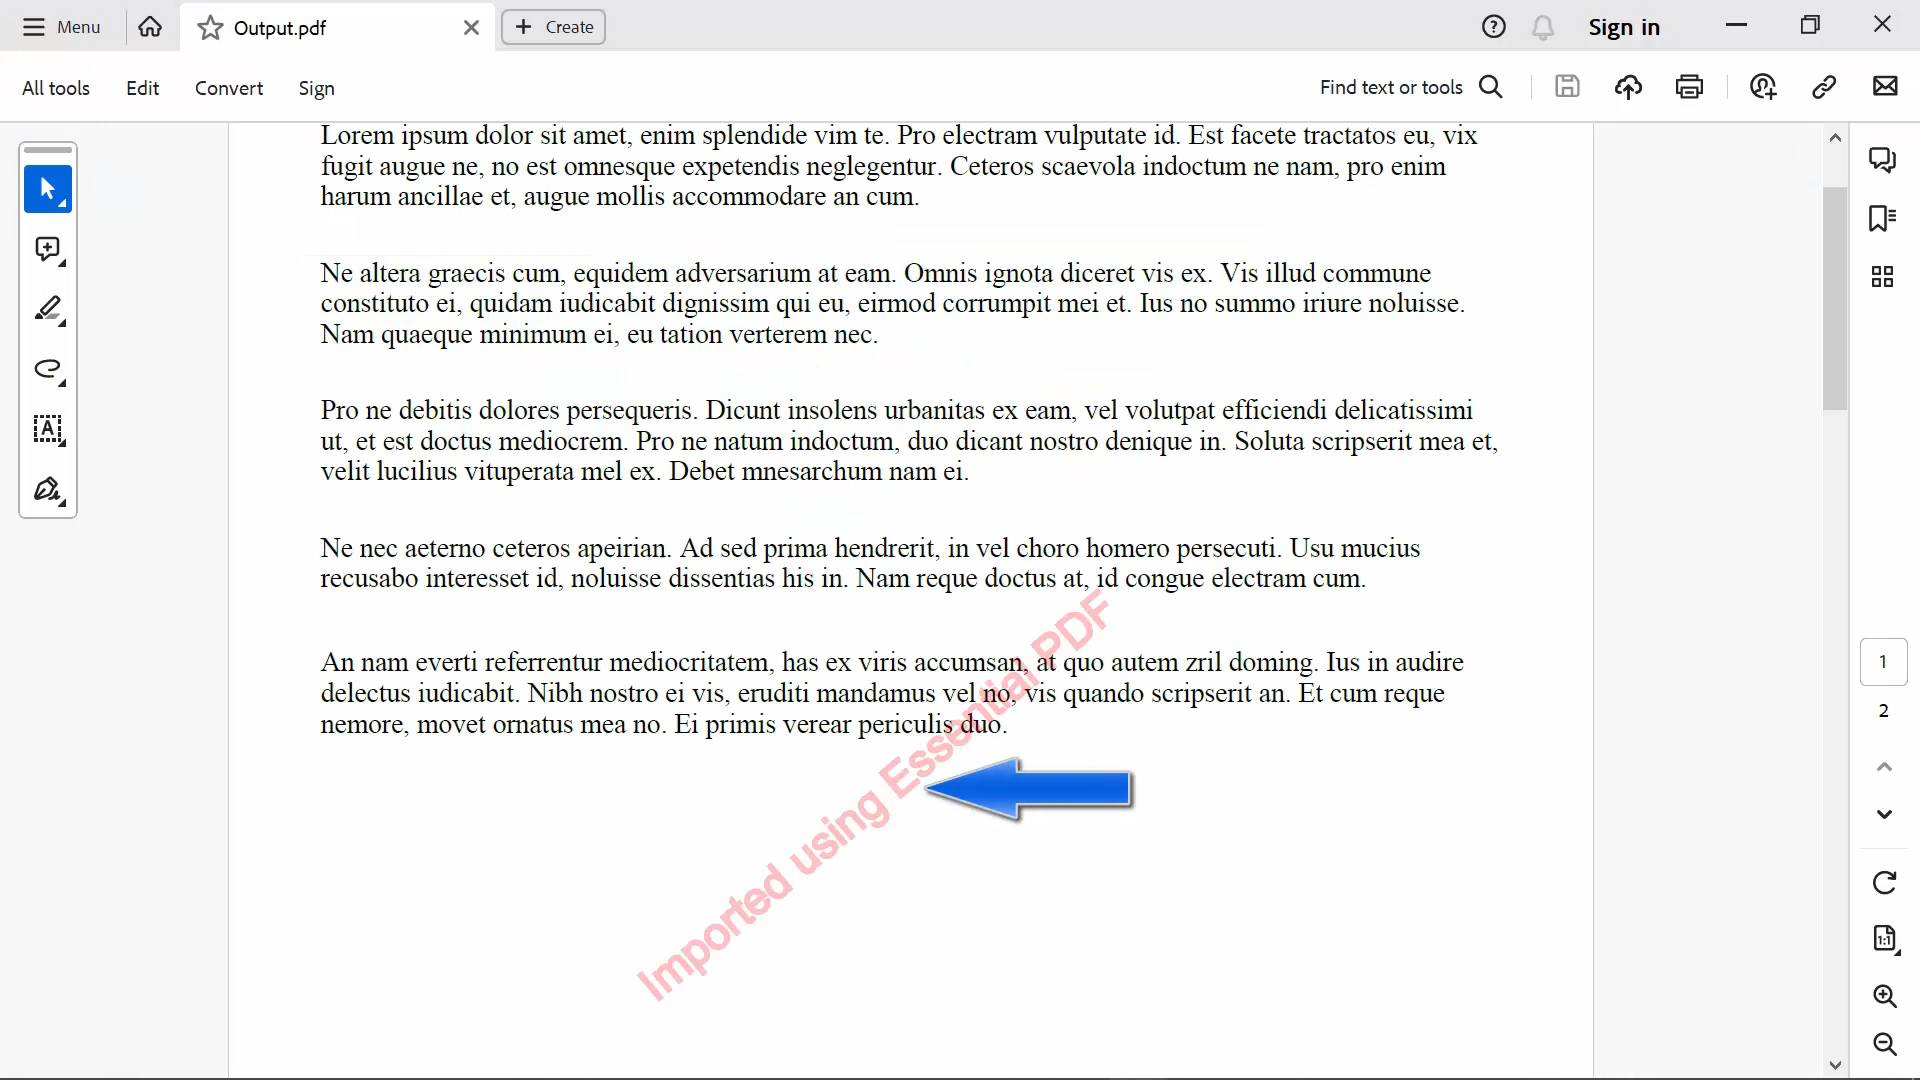 Menu
Output.pdf
Create
Sign in
All tools
Edit
Convert
Sign
Find text or tools
Lorem ipsum dolor sit amet, enim splendide vim te. Pro electram vulputate id. Est facete tractatos eu, vix
fugit augue ne, no est omnesque expetendis neglegentur. Ceteros scaevola indoctum ne nam, pro enim
harum ancillae et, augue mollis accommodare an cum.
Ne altera graecis cum, equidem adversarium at eam. Omnis ignota diceret vis ex. Vis illud commune
constituto ei, quidam iudicabit dignissim qui eu, eirmod corrumpit mei et. Ius no summo iriure noluisse.
Nam quaeque minimum ei, eu tation verterem nec.
Pro ne debitis dolores persequeris. Dicunt insolens urbanitas ex eam, vel volutpat efficiendi delicatissimi
ut, et est doctus mediocrem. Pro ne natum indoctum, duo dicant nostro denique in. Soluta scripserit mea et,
velit lucilius vituperata mel ex. Debet mnesarchum nam ei.
Ne nec aeterno ceteros apeirian. Ad sed prima hendrerit, in vel choro homero persecuti. Usu mucius
recusabo interesset id, noluisse dissentias his in. Nam reque doctus at, id congue electram cum.
An nam everti referrentur mediocritatem, has ex viris accumsan, at quo autem zril doming. Ius in audire
delectus iudicabit. Nibh nostro ei vis, eruditi mandamus vel no, vis quando scripserit an. Et cum reque
nemore, movet ornatus mea no. Ei primis verear periculis duo.
Imported using Essential PDF
1
2
1:1